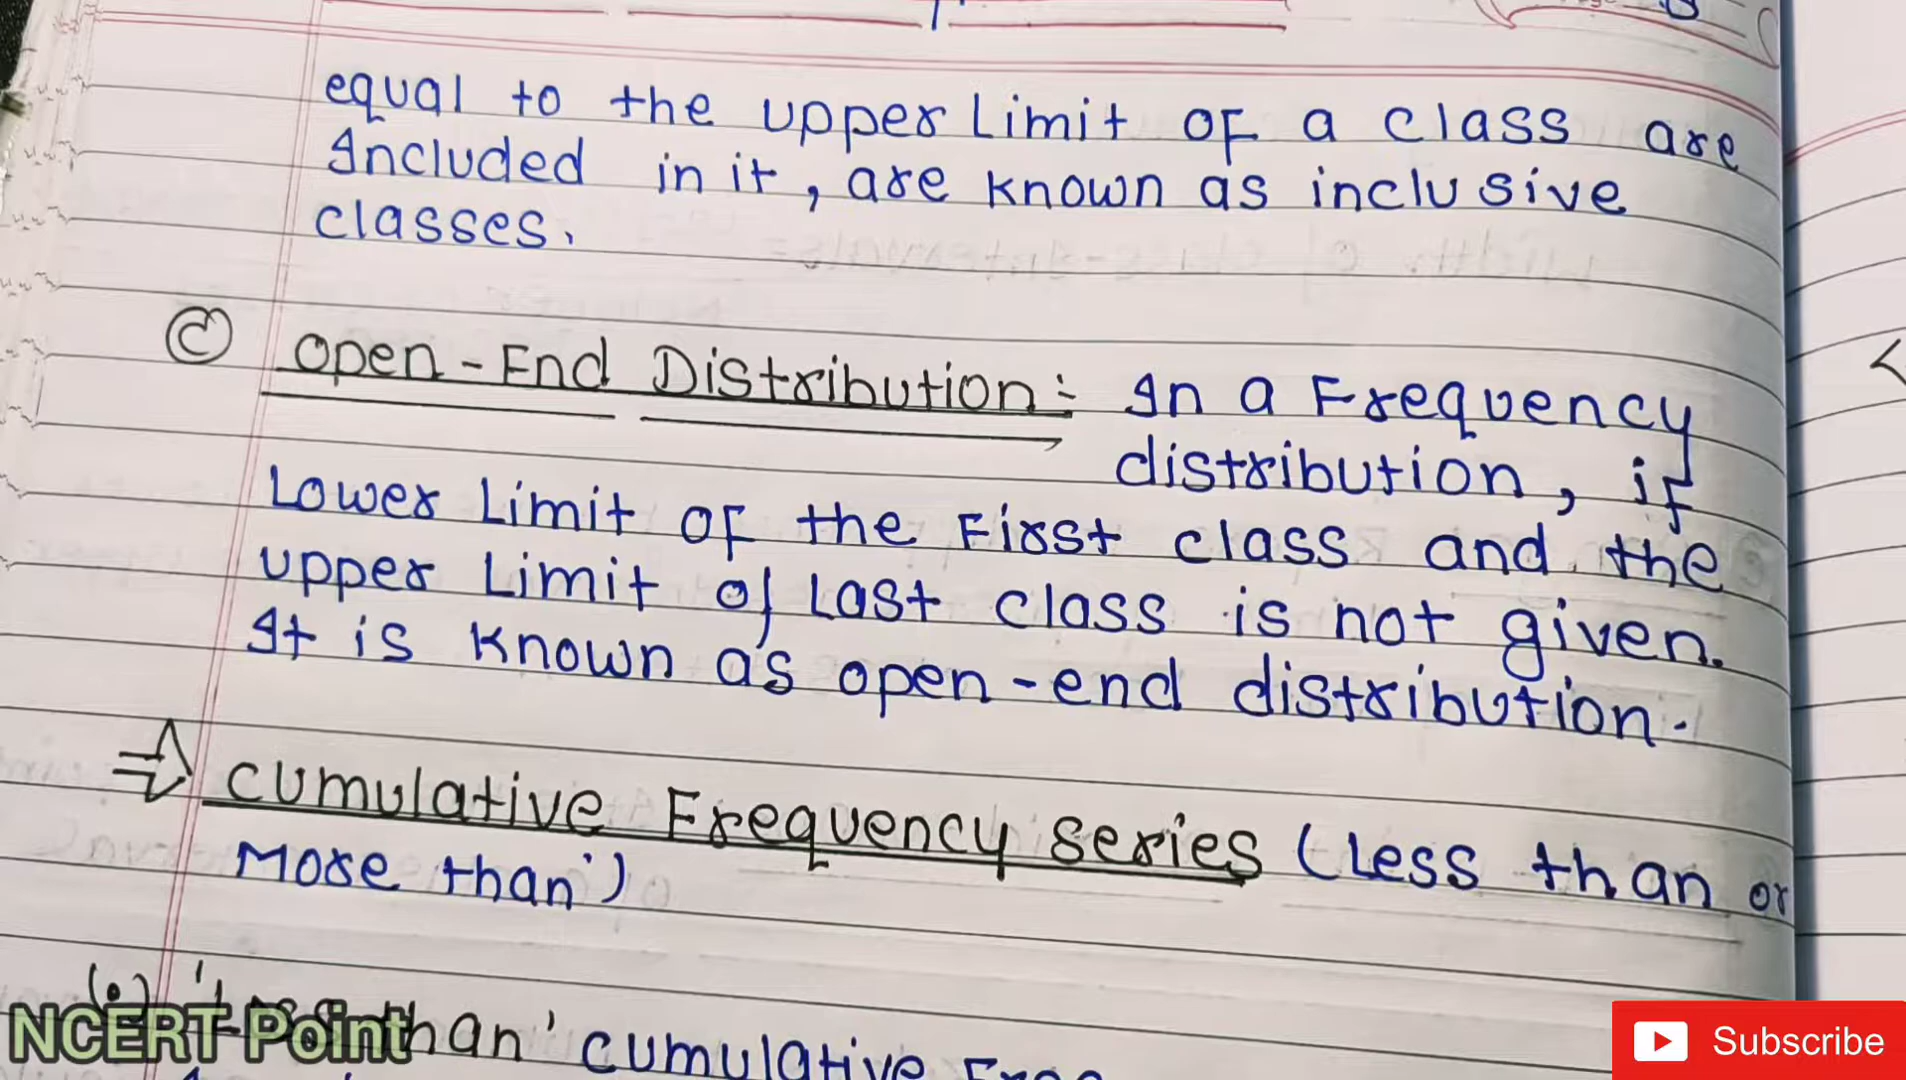 equal to the upper Limit of a class are
Included in it, are known as inclusive
classes.
(C) Open-End Distribution:- In a Frequency
distribution, if
Lower Limit of the First class and the
upper Limit of Last class is not given.
It is known as open-end distribution.
⇒ Cumulative Frequency series (Less than or
More than')
than' cumulative
NCERT Point
Subscribe